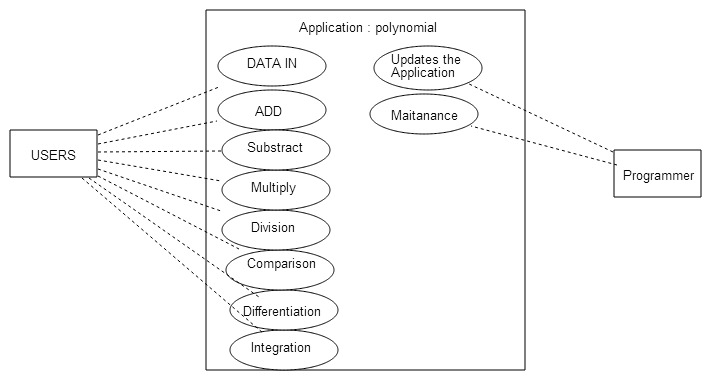 Application : polynomial
DATA IN
ADD
Substract
Multiply
Division
Comparison
Differentiation
Integration
Updates the
Application
Maitanance
USERS
Programmer